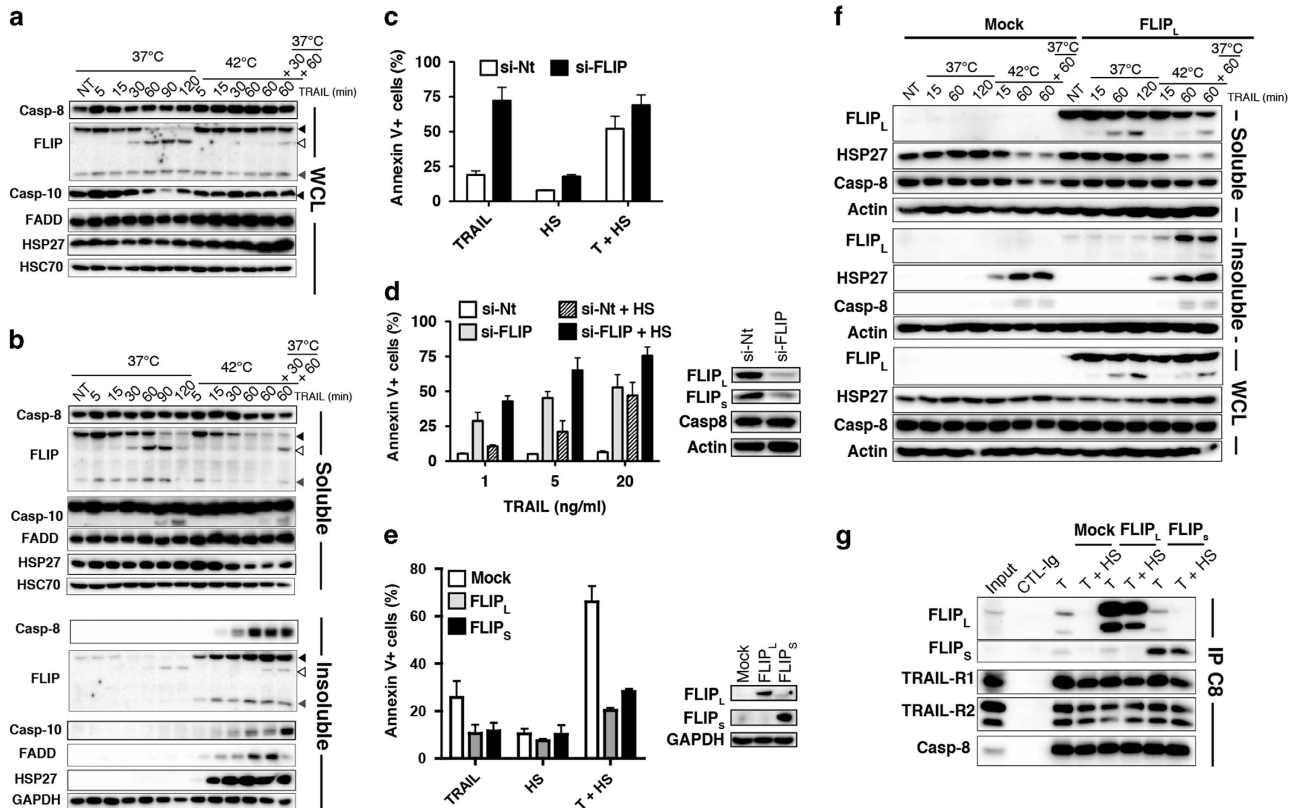 a
37°C
37°C
42°C
+ 30
+ 60
NT
5
15
30
60
90
120
5
15
30
60
60
60
TRAIL (min)
Casp-8
FLIP
Casp-10
FADD
HSP27
HSC70
WCL
b
37°C
37°C
42°C
+ 30
+ 60
NT
5
15
30
60
90
120
5
15
30
60
60
60
TRAIL (min)
Casp-8
FLIP
Casp-10
FADD
HSP27
HSC70
Soluble
Casp-8
FLIP
Casp-10
FADD
HSP27
GAPDH
Insoluble
c
si-Nt
si-FLIP
Annexin V+ cells (%)
100
75
50
25
0
TRAIL
HS
T + HS
d
si-Nt
si-Nt + HS
si-FLIP
si-FLIP + HS
Annexin V+ cells (%)
100
75
50
25
0
1
5
20
TRAIL (ng/ml)
si-Nt
si-FLIP
FLIPL
FLIPS
Casp8
Actin
e
Mock
FLIPL
FLIPS
Annexin V+ cells (%)
80
60
40
20
0
TRAIL
HS
T + HS
Mock
FLIPL
FLIPS
FLIPL
FLIPS
GAPDH
f
Mock
FLIPL
37°C
37°C
37°C
42°C
+ 60
37°C
42°C
+ 60
NT
15
60
120
15
60
60
NT
15
60
120
15
60
60
TRAIL (min)
FLIPL
HSP27
Casp-8
Actin
Soluble
FLIPL
HSP27
Casp-8
Actin
Insoluble
FLIPL
HSP27
Casp-8
Actin
WCL
g
Mock
FLIPL
FLIPS
Input
CTL-Ig
T
T + HS
T
T + HS
T
T + HS
FLIPL
FLIPS
TRAIL-R1
TRAIL-R2
Casp-8
IP C8